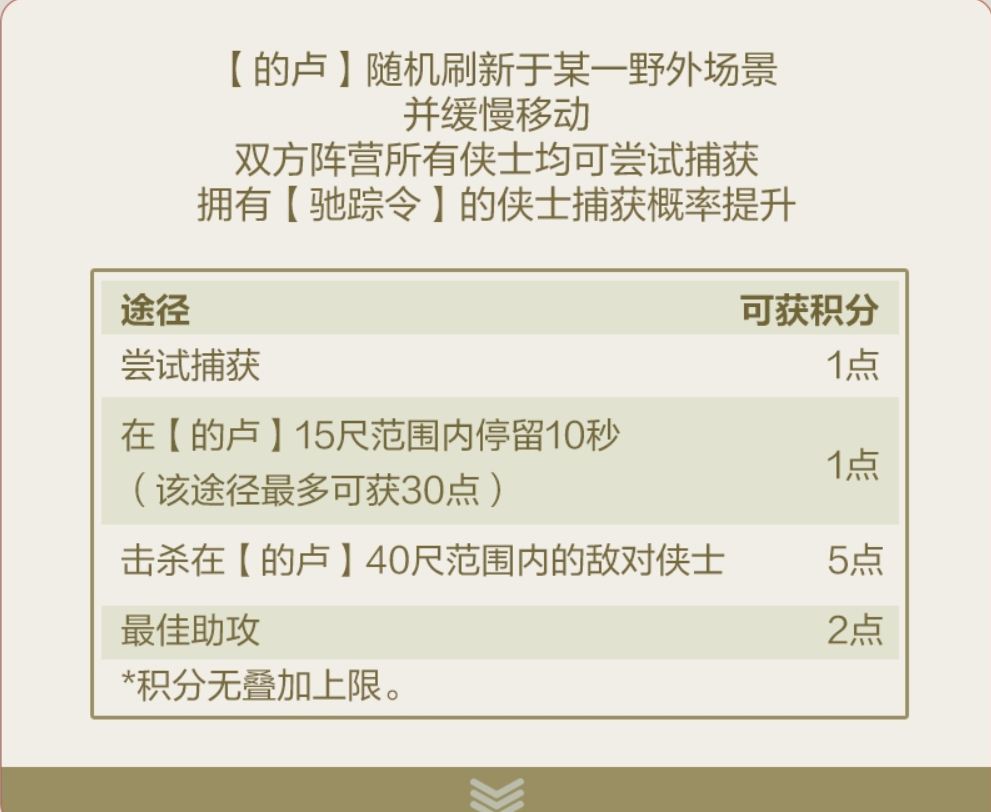 【的卢】随机刷新于某一野外场景
并缓慢移动
双方阵营所有侠士均可尝试捕获
拥有【驰踪令】的侠士捕获概率提升
途径 可获积分
尝试捕获 1点
在【的卢】15尺范围内停留10秒
（该途径最多可获30点） 1点
击杀在【的卢】40尺范围内的敌对侠士 5点
最佳助攻 2点
*积分无叠加上限。